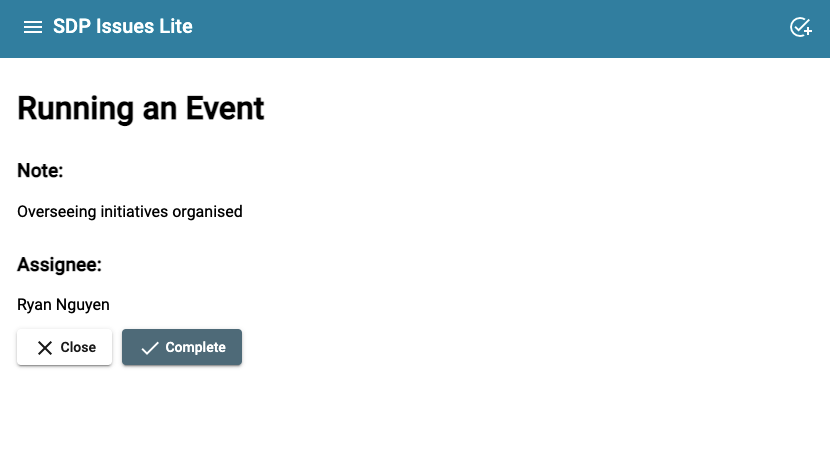 SDP Issues Lite
Running an Event
Note:
Overseeing initiatives organised
Assignee:
Ryan Nguyen
Close
Complete